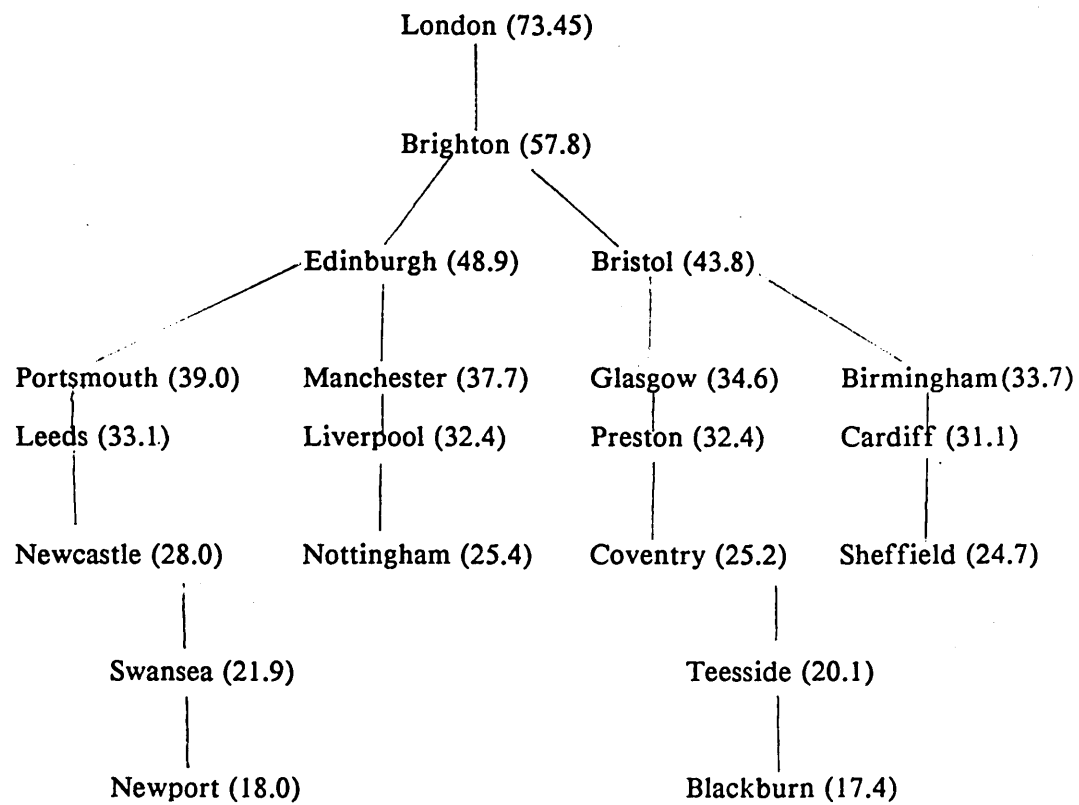 London (73.45)
Brighton (57.8)
Edinburgh (48.9) Bristol (43.8)
Portsmouth (39.0) Manchester (37.7) Glasgow (34.6) Birmingham (33.7)
Leeds (33.1) Liverpool (32.4) Preston (32.4) Cardiff (31.1)
Newcastle (28.0) Nottingham (25.4) Coventry (25.2) Sheffield (24.7)
Swansea (21.9) Teesside (20.1)
Newport (18.0) Blackburn (17.4)